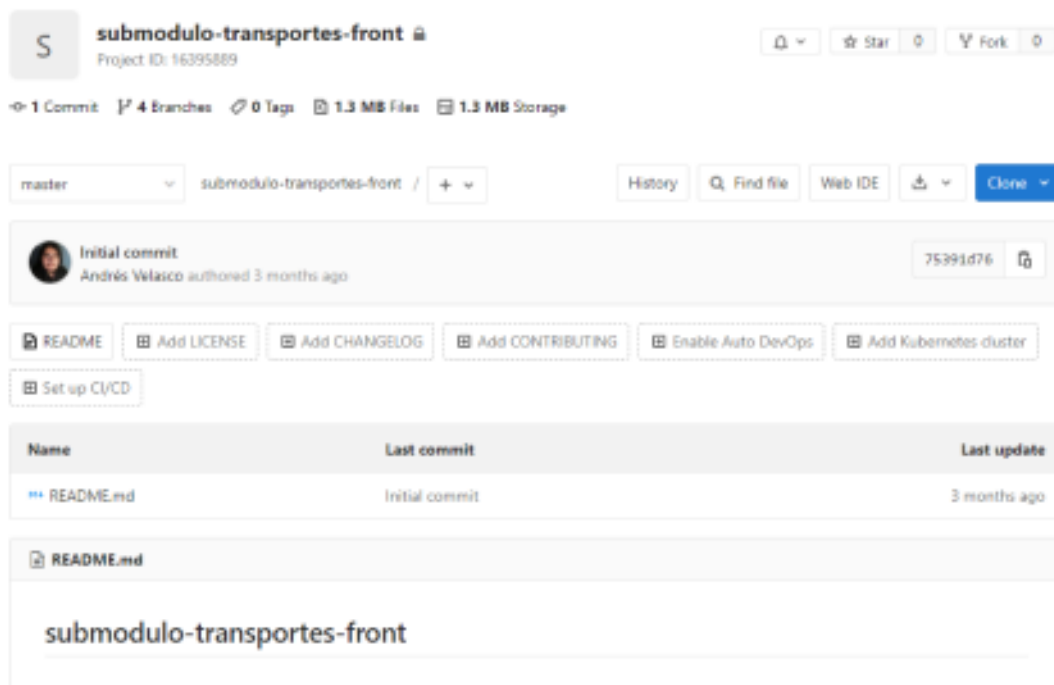 S
submodulo-transportes-front
Project ID: 16395889
Star 0 Fork 0
1 Commit 4 Branches 0 Tags 1.3 MB Files 1.3 MB Storage
master submodulo-transportes-front / + History Find file Web IDE Clone
Initial commit
Andrés Velasco authored 3 months ago
75391d76
README Add LICENSE Add CHANGELOG Add CONTRIBUTING Enable Auto DevOps Add Kubernetes cluster
Set up CI/CD
Name Last commit Last update
README.md Initial commit 3 months ago
README.md
submodulo-transportes-front